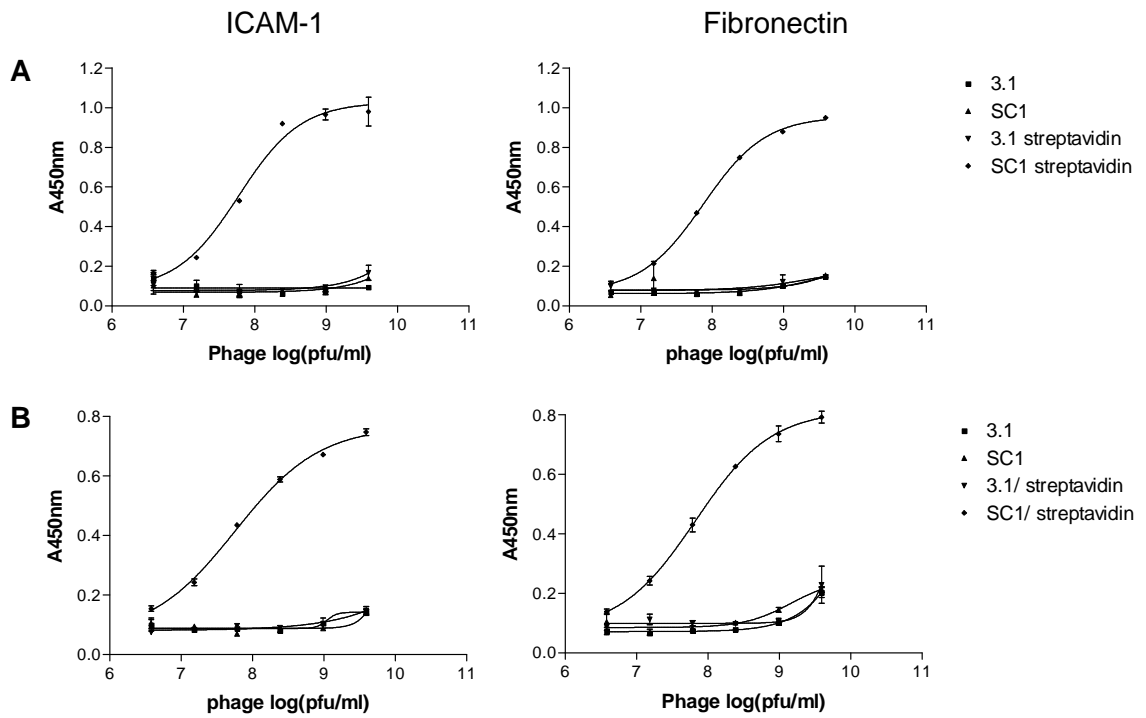 ICAM-1
Fibronectin
A
1.2
1.0
0.8
0.6
0.4
0.2
0.0
A450nm
6 7 8 9 10 11
Phage log(pfu/ml)
1.2
1.0
0.8
0.6
0.4
0.2
0.0
A450nm
6 7 8 9 10 11
phage log(pfu/ml)
3.1
SC1
3.1 streptavidin
SC1 streptavidin
B
0.8
0.6
0.4
0.2
0.0
A450nm
6 7 8 9 10 11
phage log(pfu/ml)
0.8
0.6
0.4
0.2
0.0
A450nm
6 7 8 9 10 11
Phage log(pfu/ml)
3.1
SC1
3.1/ streptavidin
SC1/ streptavidin